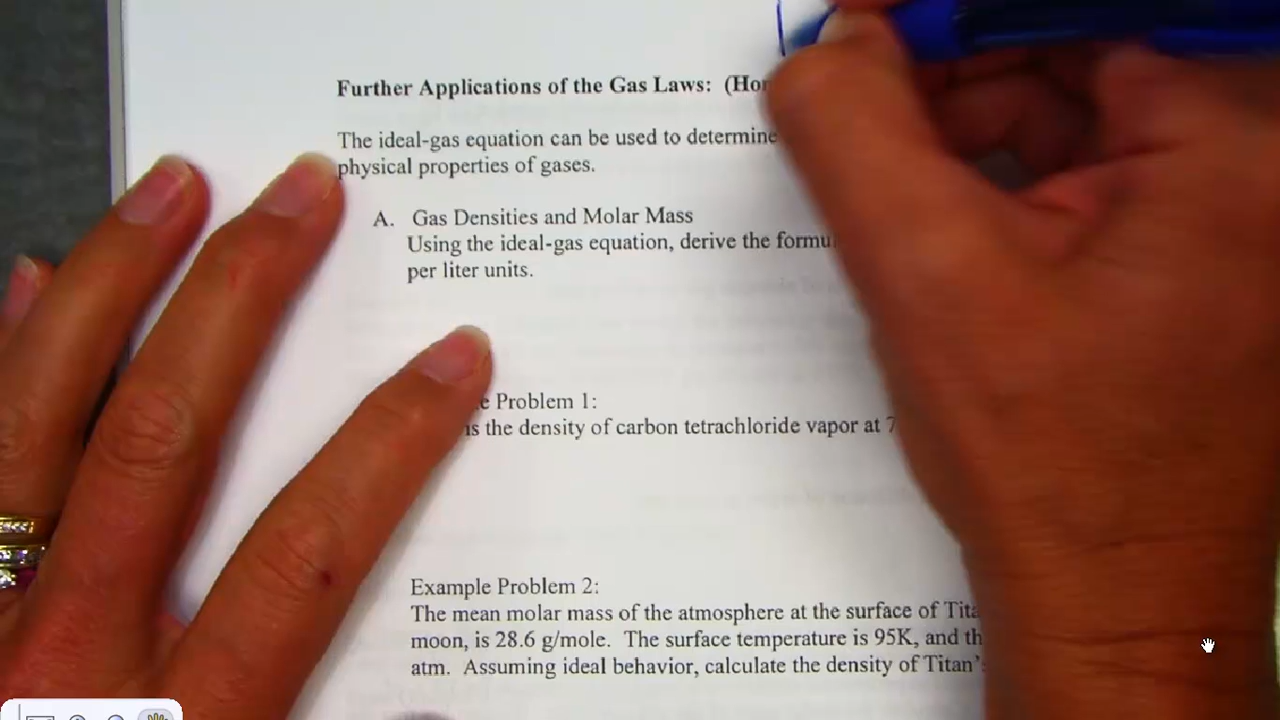 Further Applications of the Gas Laws: (Hon
The ideal-gas equation can be used to determine
physical properties of gases.
A. Gas Densities and Molar Mass
Using the ideal-gas equation, derive the formu
per liter units.
e Problem 1:
is the density of carbon tetrachloride vapor at 7
Example Problem 2:
The mean molar mass of the atmosphere at the surface of Tita
moon, is 28.6 g/mole. The surface temperature is 95K, and th
atm. Assuming ideal behavior, calculate the density of Titan's